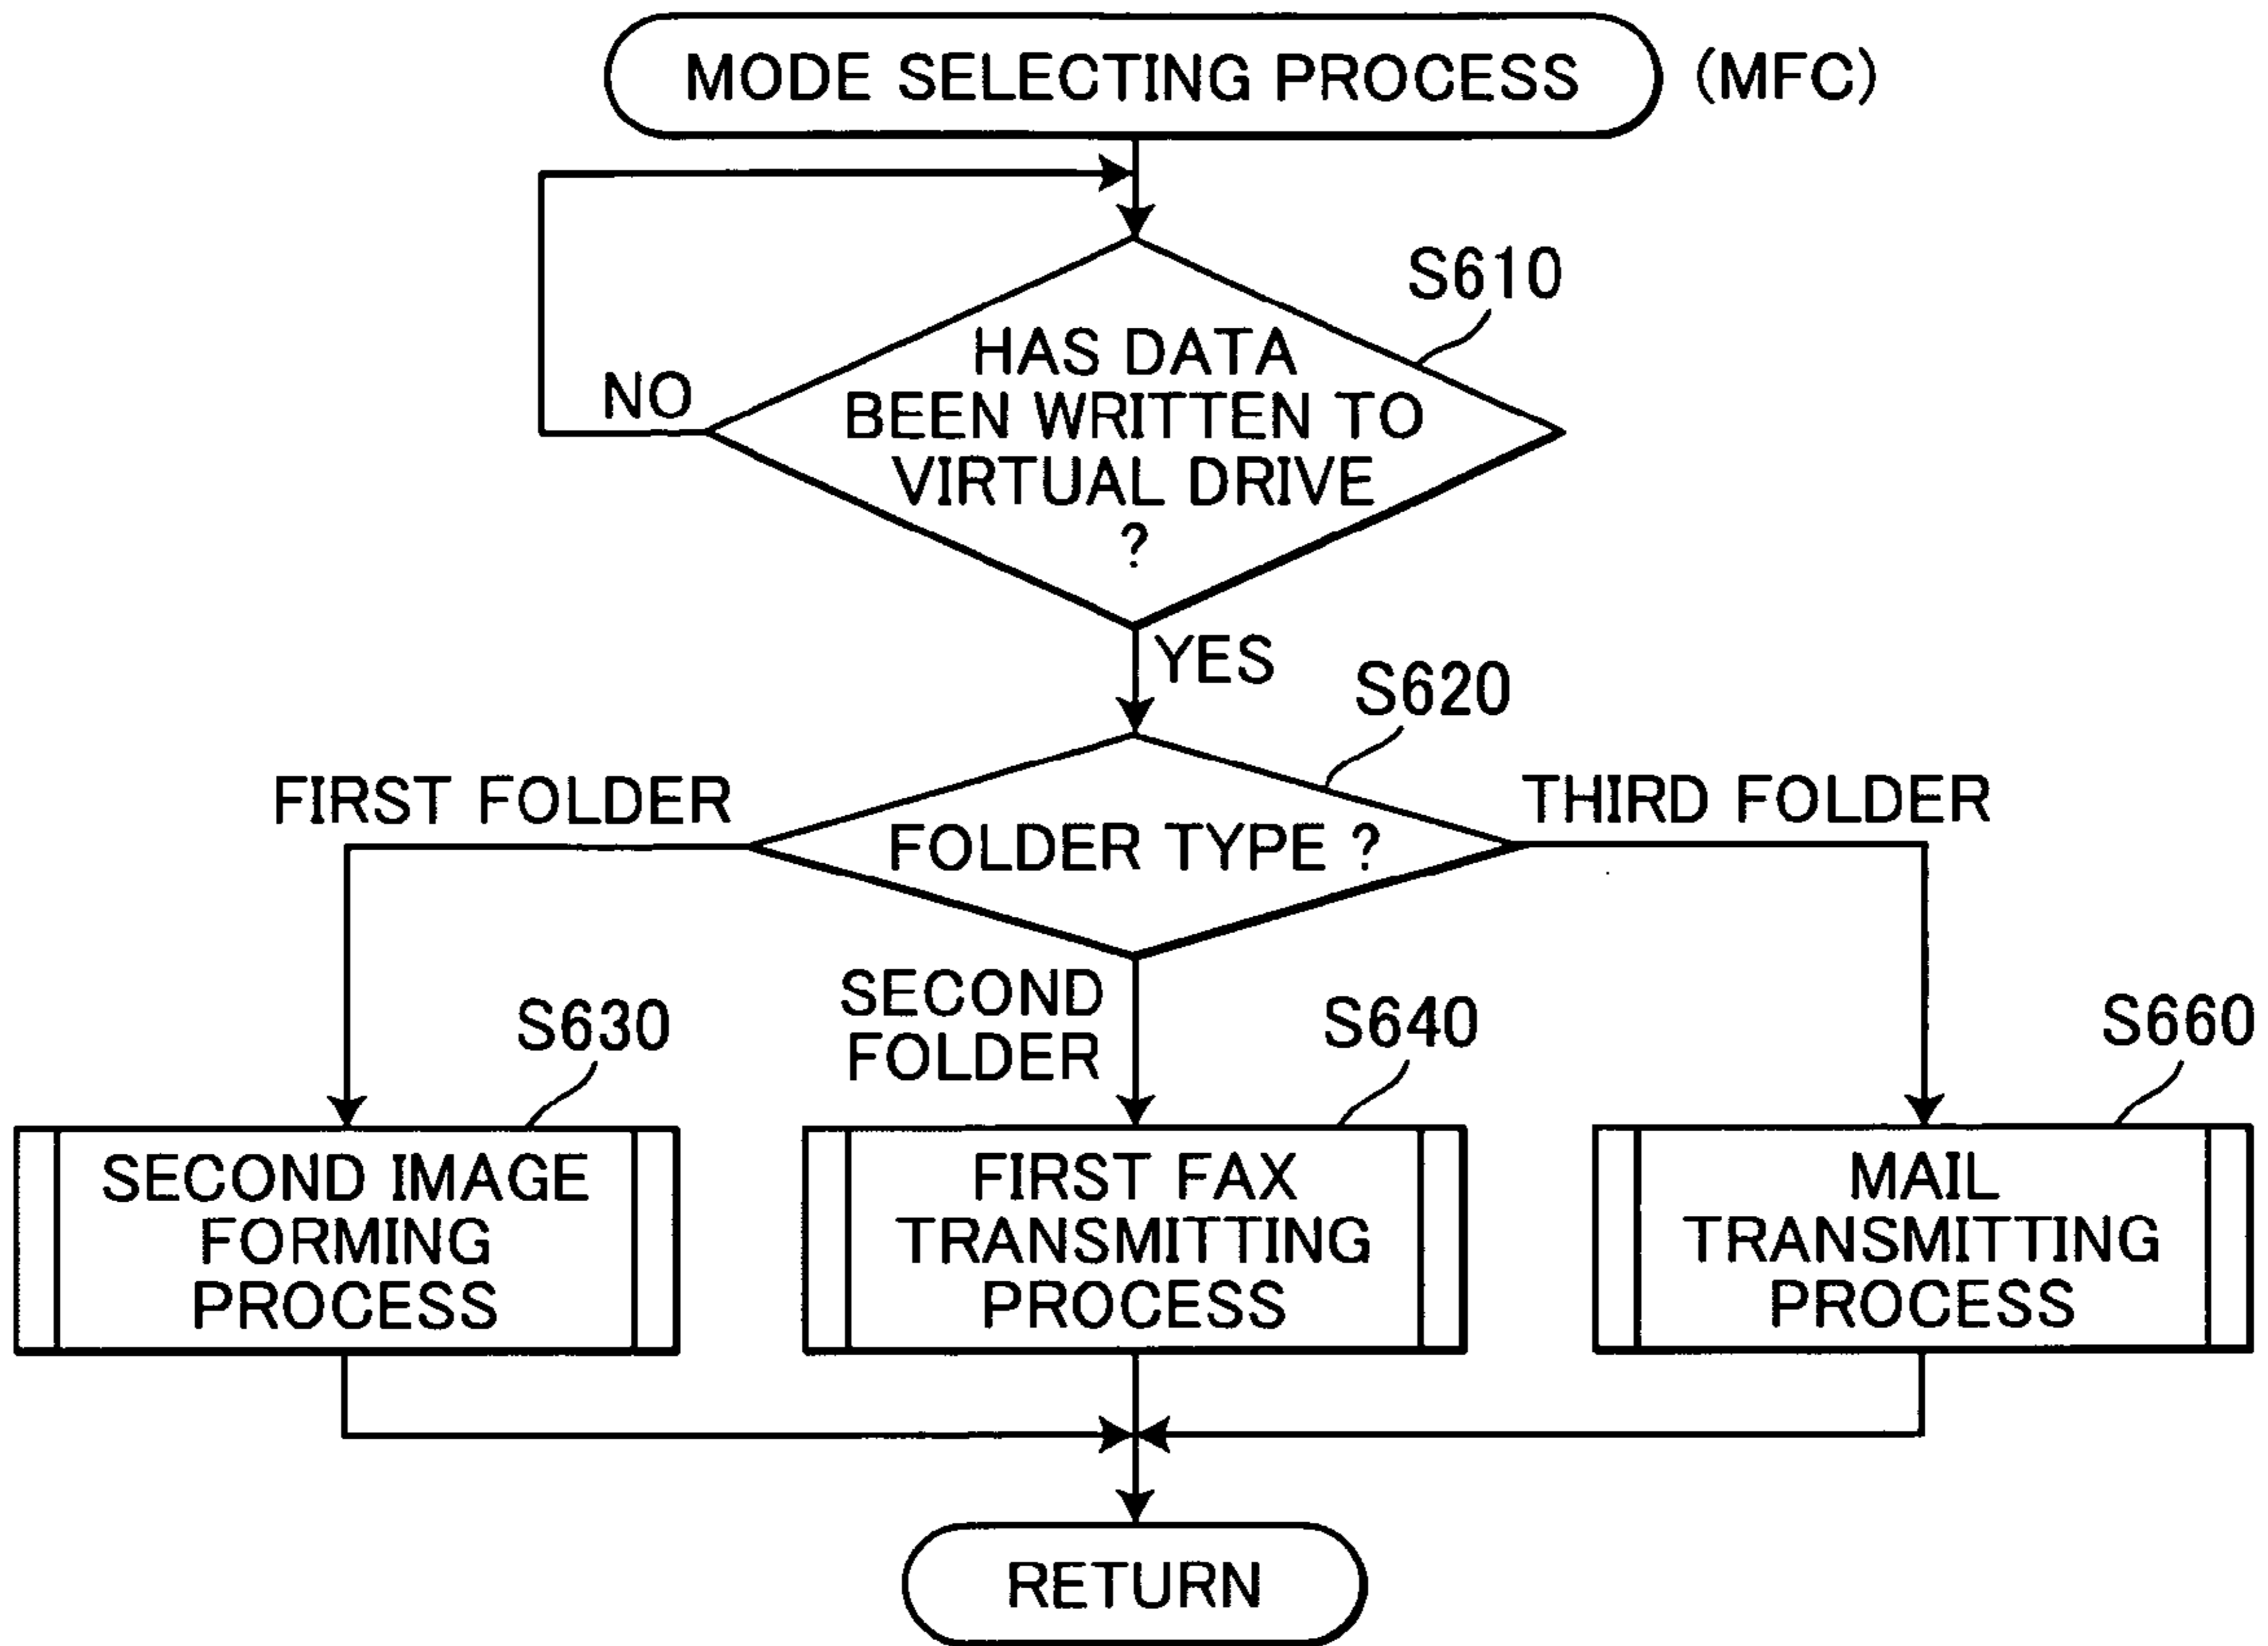 MODE SELECTING PROCESS (MFC)
S610
HAS DATA
BEEN WRITTEN TO
VIRTUAL DRIVE
?
NO
YES
S620
FOLDER TYPE ?
FIRST FOLDER
THIRD FOLDER
SECOND
FOLDER
S630
SECOND IMAGE
FORMING
PROCESS
S640
FIRST FAX
TRANSMITTING
PROCESS
S660
MAIL
TRANSMITTING
PROCESS
RETURN